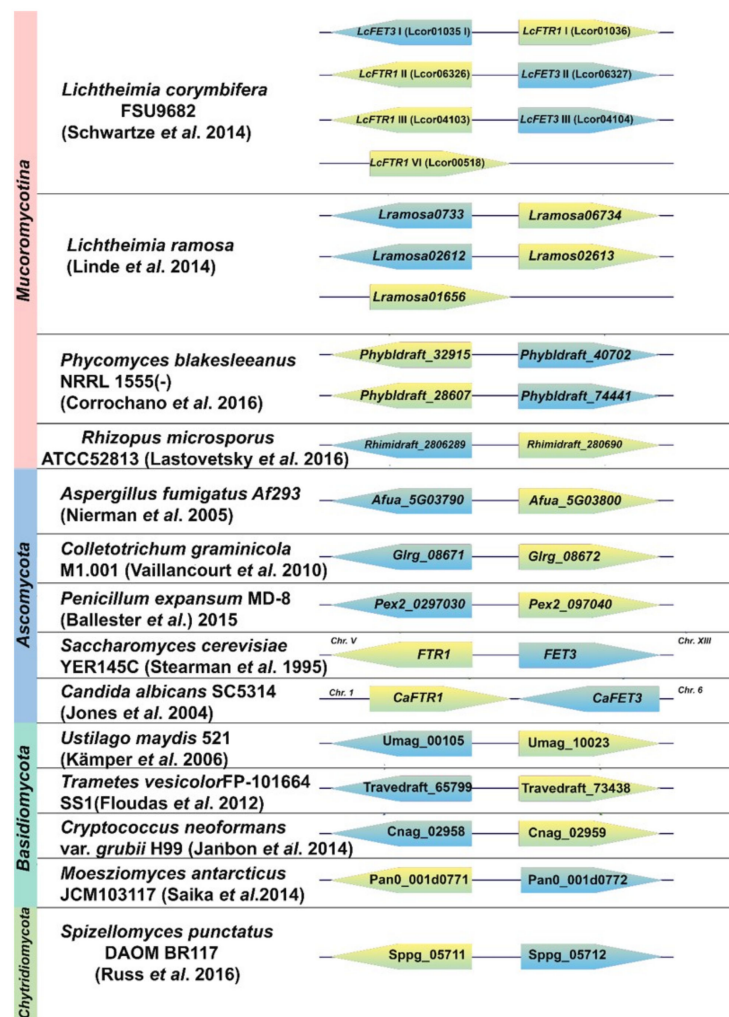 Mucoromycotina
Lichtheimia corymbifera
FSU9682
(Schwartze et al. 2014)
LcFET3 I (Lcor01035 I)
LcFTR1 I (Lcor01036)
LcFTR1 II (Lcor06326)
LcFET3 II (Lcor06327)
LcFTR1 III (Lcor04103)
LcFET3 III (Lcor04104)
LcFTR1 VI (Lcor00518)
Lichtheimia ramosa
(Linde et al. 2014)
Lramosa0733
Lramosa06734
Lramosa02612
Lramos02613
Lramosa01656
Phycomyces blakesleeanus
NRRL 1555(-)
(Corrochano et al. 2016)
Phybldraft_32915
Phybldraft_40702
Phybldraft_28607
Phybldraft_74441
Rhizopus microsporus
ATCC52813 (Lastovetsky et al. 2016)
Rhimidraft_2806289
Rhimidraft_280690
Ascomycota
Aspergillus fumigatus Af293
(Nierman et al. 2005)
Afua_5G03790
Afua_5G03800
Colletotrichum graminicola
M1.001 (Vaillancourt et al. 2010)
Glrg_08671
Glrg_08672
Penicillum expansum MD-8
(Ballester et al.) 2015
Pex2_0297030
Pex2_097040
Saccharomyces cerevisiae
YER145C (Stearman et al. 1995)
Chr. V
FTR1
FET3
Chr. XIII
Candida albicans SC5314
(Jones et al. 2004)
Chr. 1
CaFTR1
CaFET3
Chr. 6
Basidiomycota
Ustilago maydis 521
(Kämper et al. 2006)
Umag_00105
Umag_10023
Trametes vesicolorFP-101664
SS1(Floudas et al. 2012)
Travedraft_65799
Travedraft_73438
Cryptococcus neoformans
var. grubii H99 (Janbon et al. 2014)
Cnag_02958
Cnag_02959
Moesziomyces antarcticus
JCM103117 (Saika et al.2014)
Pan0_001d0771
Pan0_001d0772
Chytridiomycota
Spizellomyces punctatus
DAOM BR117
(Russ et al. 2016)
Sppg_05711
Sppg_05712